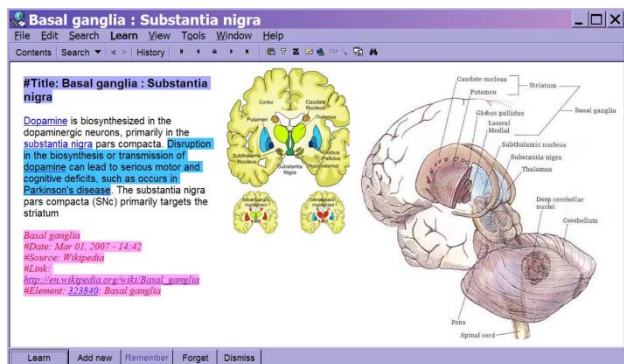 Basal ganglia : Substantia nigra
File Edit Search Learn View Tools Window Help
Contents Search < > History
#Title: Basal ganglia : Substantia
nigra
Dopamine is biosynthesized in the
dopaminergic neurons, primarily in the
substantia nigra pars compacta. Disruption
in the biosynthesis or transmission of
dopamine can lead to serious motor and
cognitive deficits, such as occurs in
Parkinson's disease. The substantia nigra
pars compacta (SNc) primarily targets the
striatum
Basal ganglia
#Date: Mar 01, 2007 - 14:42
#Source: Wikipedia
#Link:
http://en.wikipedia.org/wiki/Basal_ganglia
#Element: 323840: Basal ganglia
Cortex
Caudate
Nucleus
Putamen
Thalamus
Subthalamic
Nucleus
Substantia
Nigra
Globus
Pallidus
Hypothalamus
Caudate nucleus
Putamen
Striatum
Globus pallidus
Lateral
Medial
Basal ganglia
Subthalamic nucleus
Substantia nigra
Thalamus
Deep cerebellar
nuclei
Cerebellum
Pons
Spinal cord
Learn Add new Remember Forget Dismiss